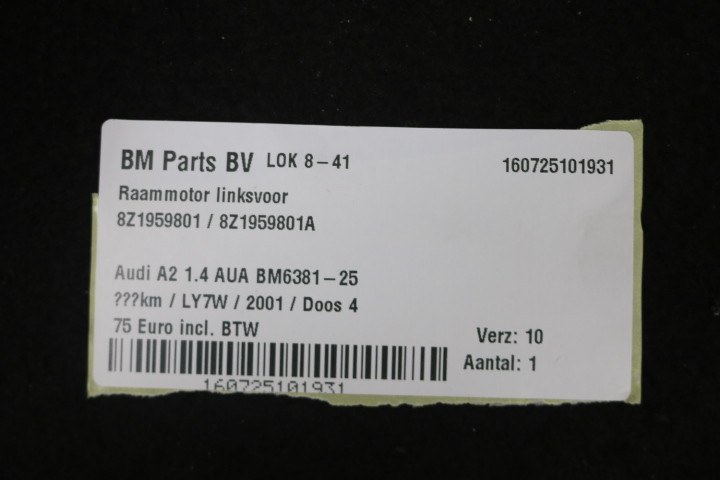 BM Parts BV LOK 8-41 160725101931
Raammotor linksvoor
8Z1959801 / 8Z1959801A
Audi A2 1.4 AUA BM6381-25
???km / LY7W / 2001 / Doos 4
75 Euro incl. BTW
Verz: 10
Aantal: 1
160725101931